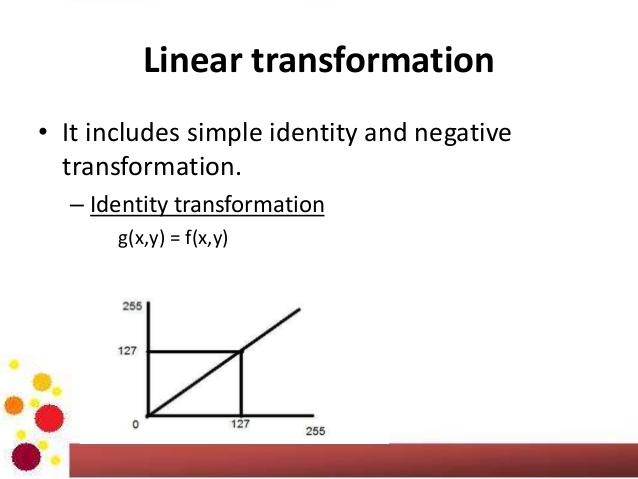 Linear transformation
• It includes simple identity and negative
transformation.
– Identity transformation
g(x,y) = f(x,y)
255
127
0
127
255